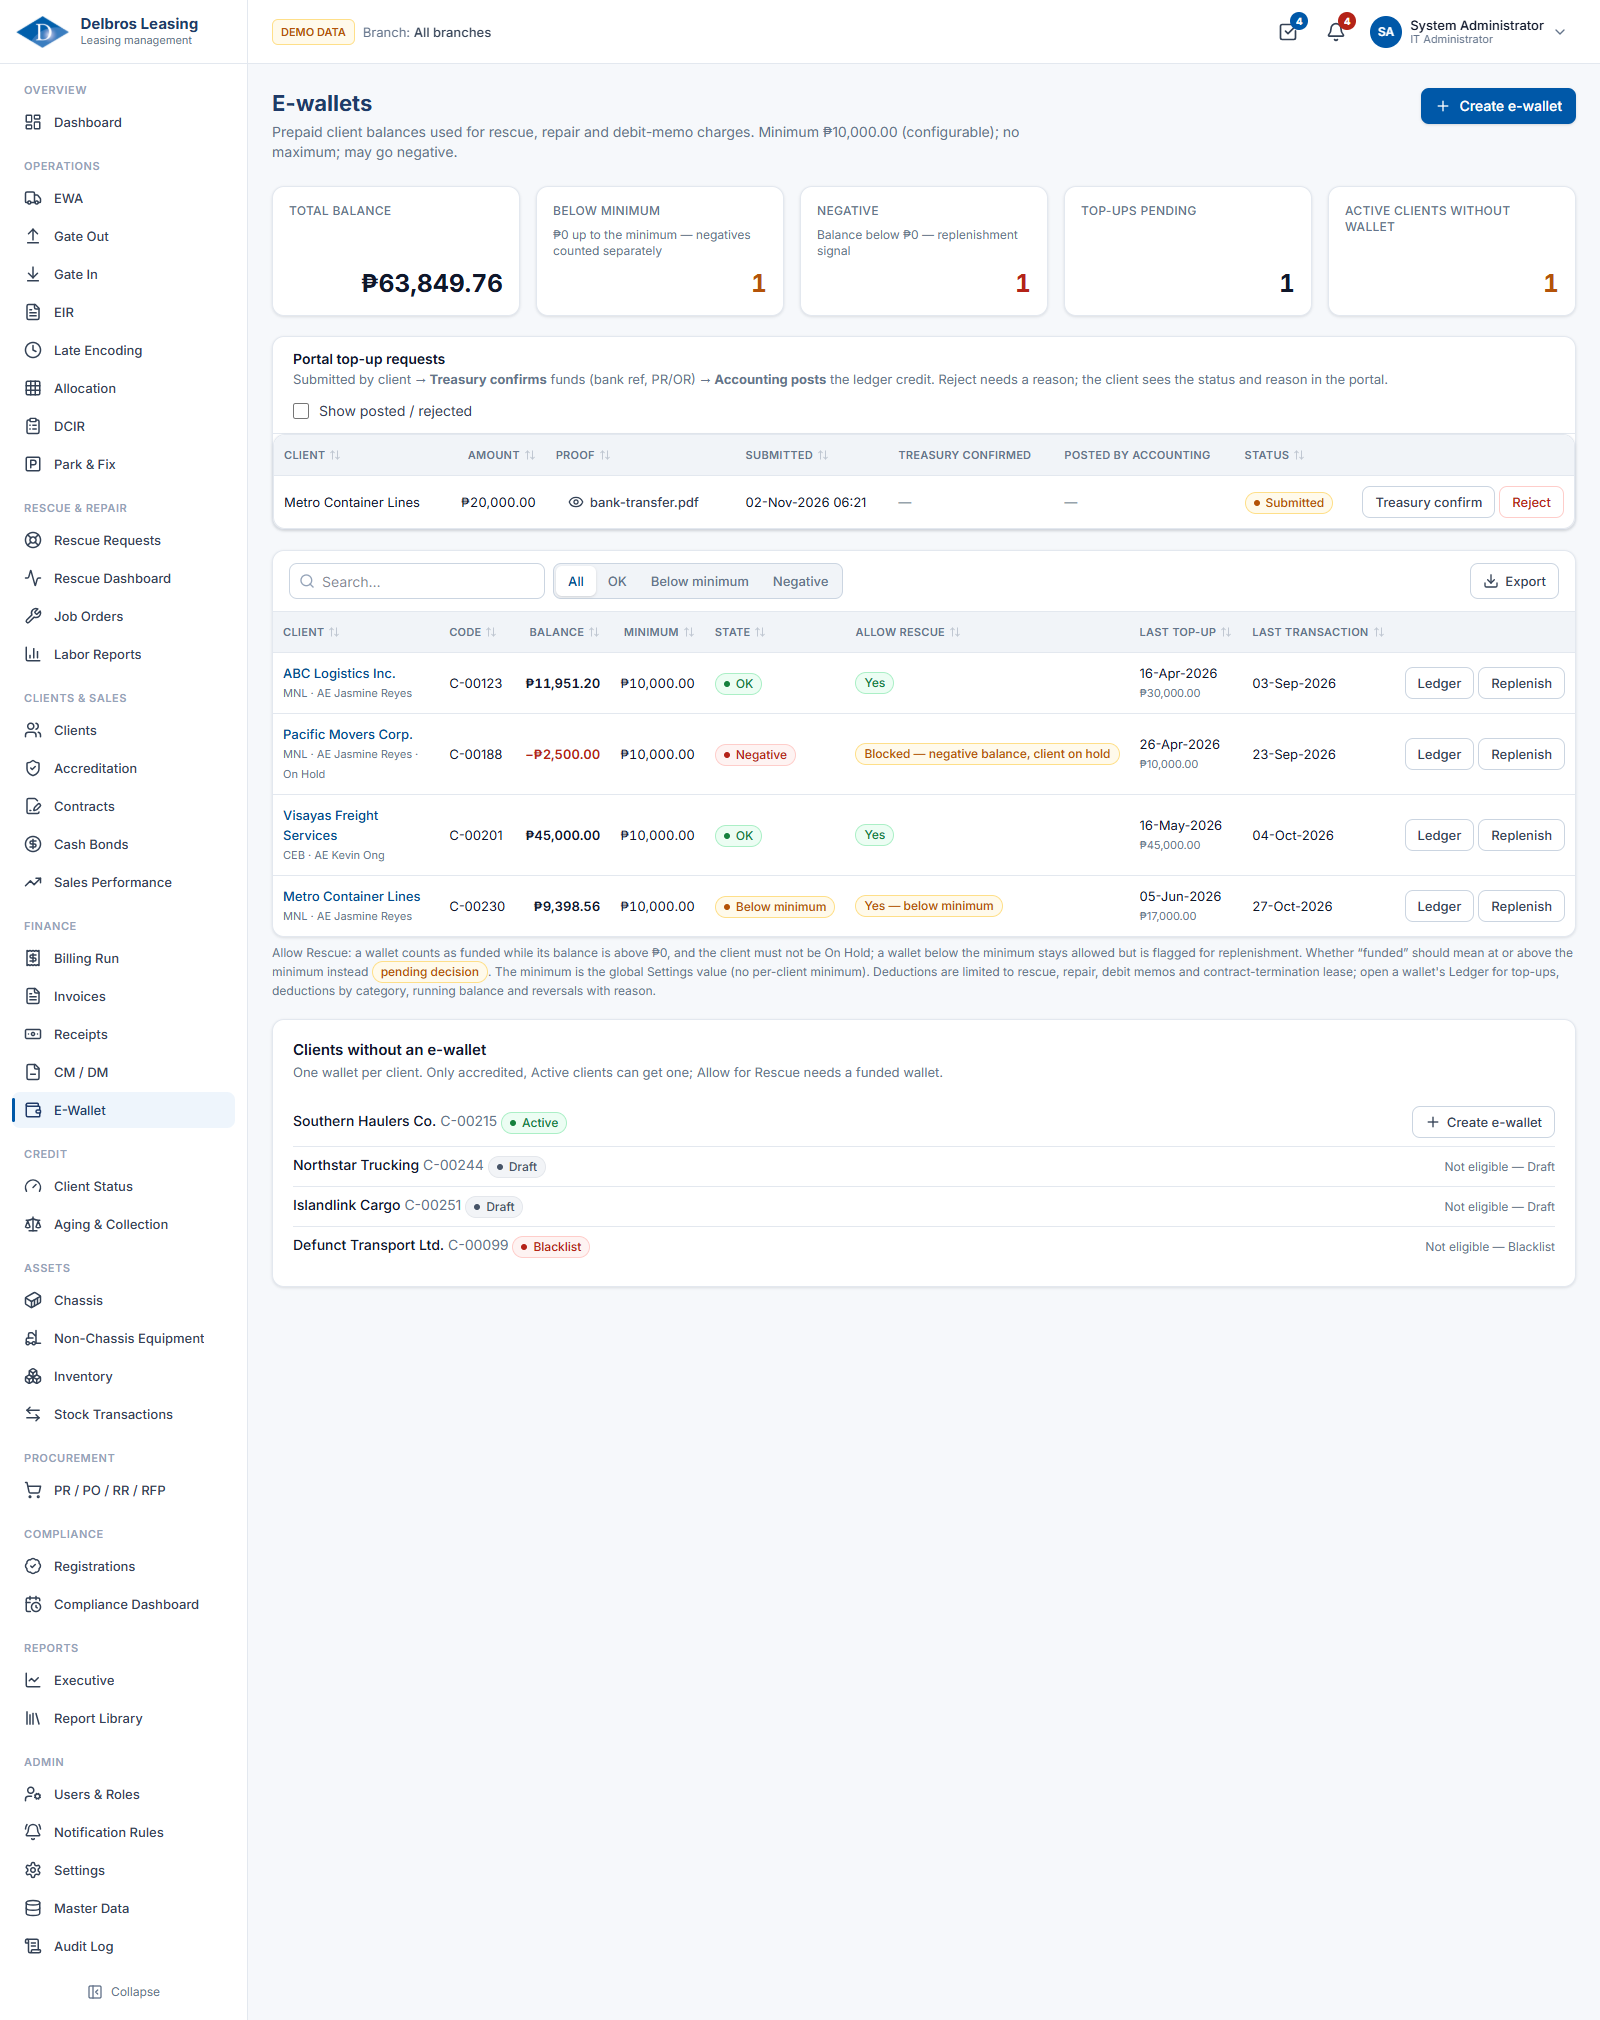 Delbros Leasing
Leasing management
DEMO DATA
Branch: All branches
4
4
SA
System Administrator
IT Administrator
OVERVIEW
Dashboard
OPERATIONS
EWA
Gate Out
Gate In
EIR
Late Encoding
Allocation
DCIR
Park & Fix
RESCUE & REPAIR
Rescue Requests
Rescue Dashboard
Job Orders
Labor Reports
CLIENTS & SALES
Clients
Accreditation
Contracts
Cash Bonds
Sales Performance
FINANCE
Billing Run
Invoices
Receipts
CM / DM
E-Wallet
CREDIT
Client Status
Aging & Collection
ASSETS
Chassis
Non-Chassis Equipment
Inventory
Stock Transactions
PROCUREMENT
PR / PO / RR / RFP
COMPLIANCE
Registrations
Compliance Dashboard
REPORTS
Executive
Report Library
ADMIN
Users & Roles
Notification Rules
Settings
Master Data
Audit Log
Collapse
E-wallets
Create e-wallet
Prepaid client balances used for rescue, repair and debit-memo charges. Minimum ₱10,000.00 (configurable); no
maximum; may go negative.
TOTAL BALANCE
₱63,849.76
BELOW MINIMUM
₱0 up to the minimum — negatives
counted separately
1
NEGATIVE
Balance below ₱0 — replenishment
signal
1
TOP-UPS PENDING
1
ACTIVE CLIENTS WITHOUT
WALLET
1
Portal top-up requests
Submitted by client → Treasury confirms funds (bank ref, PR/OR) → Accounting posts the ledger credit. Reject needs a reason; the client sees the status and reason in the portal.
Show posted / rejected
CLIENT AMOUNT PROOF SUBMITTED TREASURY CONFIRMED POSTED BY ACCOUNTING STATUS
Metro Container Lines ₱20,000.00 bank-transfer.pdf 02-Nov-2026 06:21 — — Submitted Treasury confirm Reject
Search...
All OK Below minimum Negative
Export
CLIENT CODE BALANCE MINIMUM STATE ALLOW RESCUE LAST TOP-UP LAST TRANSACTION
ABC Logistics Inc.
MNL · AE Jasmine Reyes
C-00123 ₱11,951.20 ₱10,000.00 OK Yes
16-Apr-2026
₱30,000.00
03-Sep-2026 Ledger Replenish
Pacific Movers Corp.
MNL · AE Jasmine Reyes ·
On Hold
C-00188 −₱2,500.00 ₱10,000.00 Negative Blocked — negative balance, client on hold
26-Apr-2026
₱10,000.00
23-Sep-2026 Ledger Replenish
Visayas Freight
Services
CEB · AE Kevin Ong
C-00201 ₱45,000.00 ₱10,000.00 OK Yes
16-May-2026
₱45,000.00
04-Oct-2026 Ledger Replenish
Metro Container Lines
MNL · AE Jasmine Reyes
C-00230 ₱9,398.56 ₱10,000.00 Below minimum Yes — below minimum
05-Jun-2026
₱17,000.00
27-Oct-2026 Ledger Replenish
Allow Rescue: a wallet counts as funded while its balance is above ₱0, and the client must not be On Hold; a wallet below the minimum stays allowed but is flagged for replenishment. Whether “funded” should mean at or above the
minimum instead pending decision . The minimum is the global Settings value (no per-client minimum). Deductions are limited to rescue, repair, debit memos and contract-termination lease; open a wallet's Ledger for top-ups,
deductions by category, running balance and reversals with reason.
Clients without an e-wallet
One wallet per client. Only accredited, Active clients can get one; Allow for Rescue needs a funded wallet.
Southern Haulers Co. C-00215 Active Create e-wallet
Northstar Trucking C-00244 Draft Not eligible — Draft
Islandlink Cargo C-00251 Draft Not eligible — Draft
Defunct Transport Ltd. C-00099 Blacklist Not eligible — Blacklist